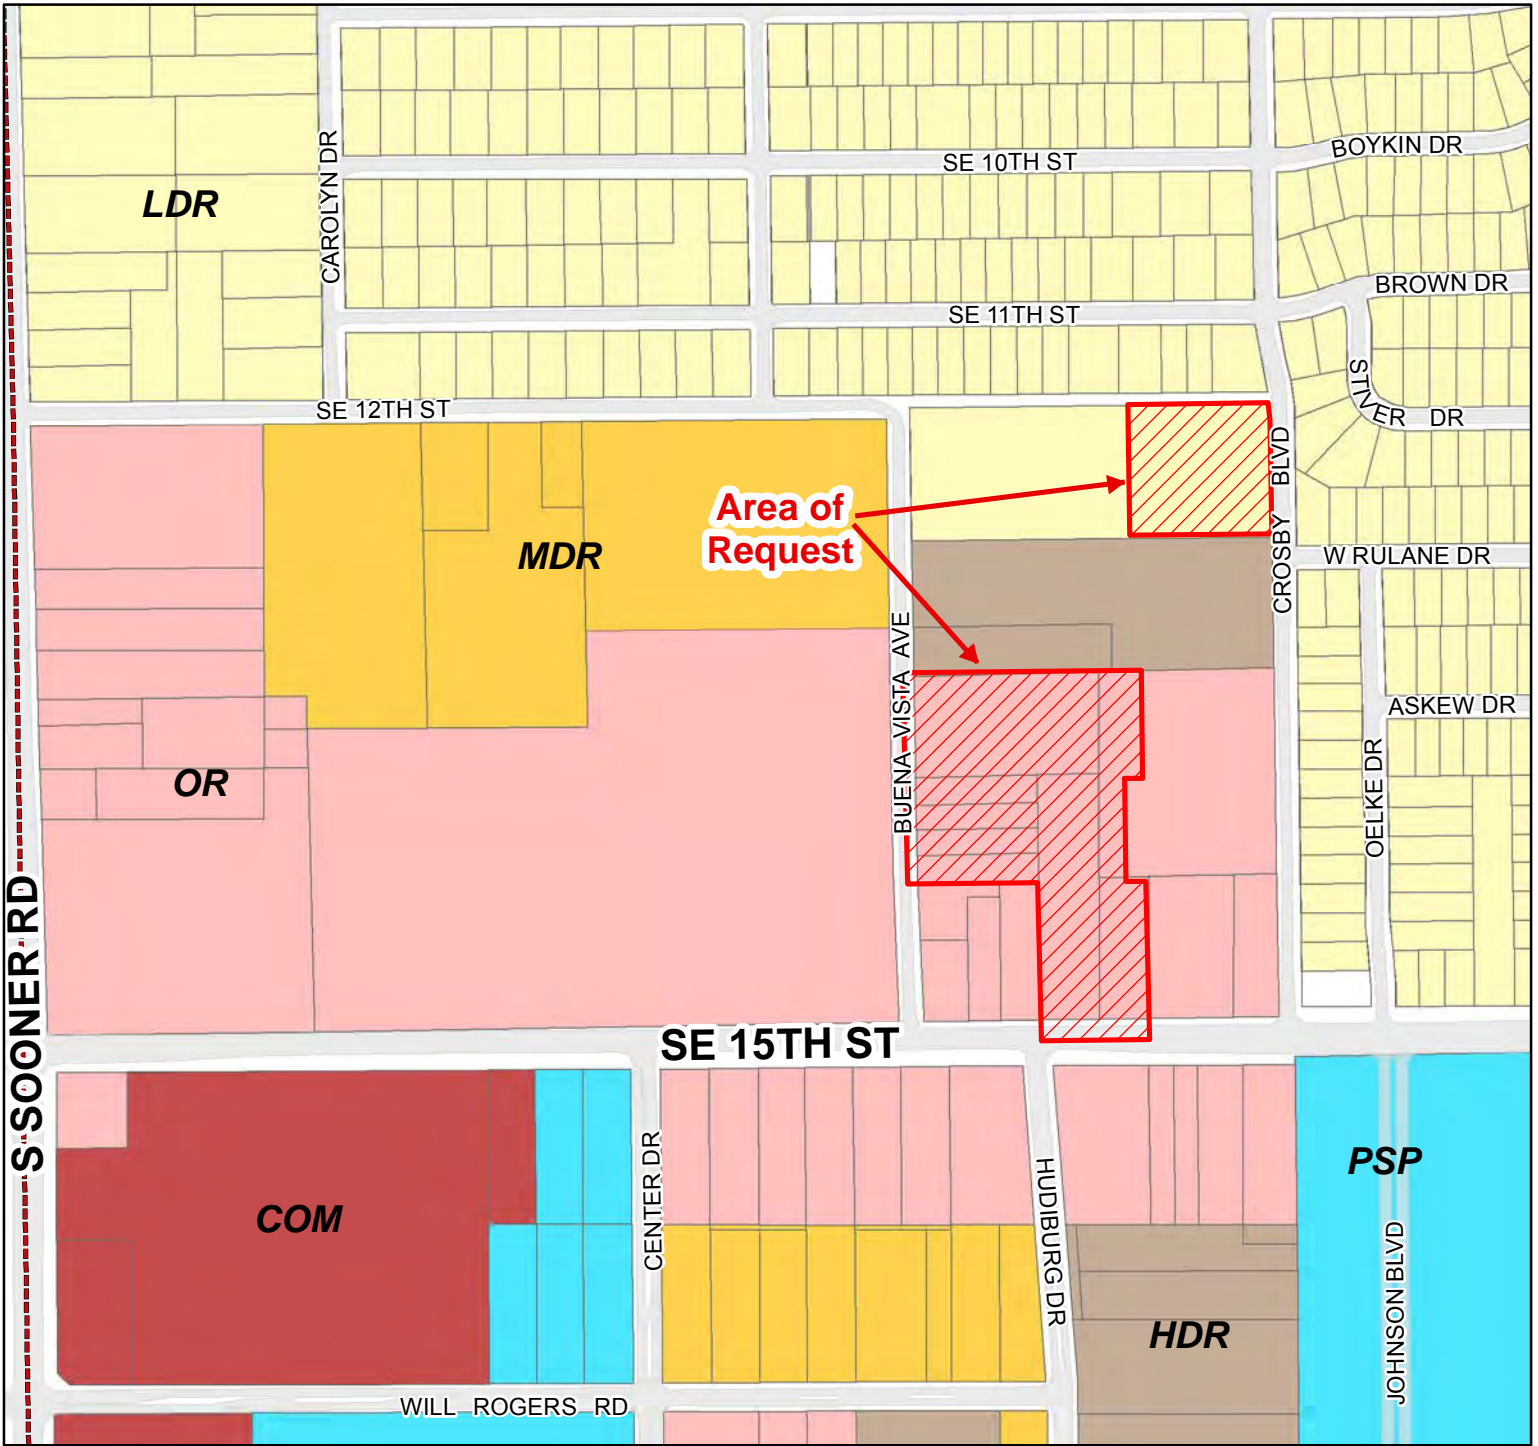 SE 10TH ST
BOYKIN DR
LDR
CAROLYN DR
BROWN DR
SE 11TH ST
SE 12TH ST
STIVER DR
CROSBY BLVD
Area of
Request
MDR
W RULANE DR
BUENA VISTA AVE
ASKEW DR
OR
OELKE DR
S SOONER RD
SE 15TH ST
CENTER DR
HUDIBURG DR
PSP
COM
JOHNSON BLVD
HDR
WILL ROGERS RD